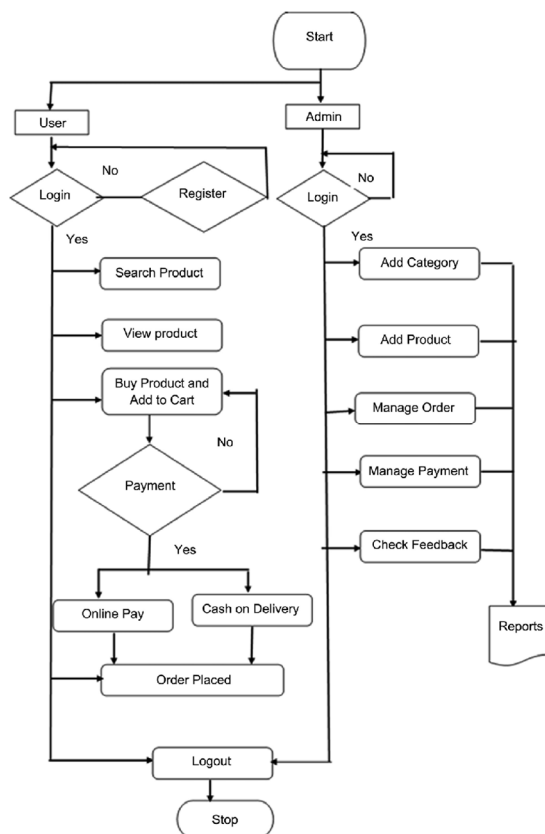 Start
User
Admin
No
Login
Register
Login
No
Yes
Yes
Search Product
Add Category
View product
Add Product
Buy Product and
Add to Cart
Manage Order
No
Payment
Manage Payment
Yes
Check Feedback
Online Pay
Cash on Delivery
Reports
Order Placed
Logout
Stop